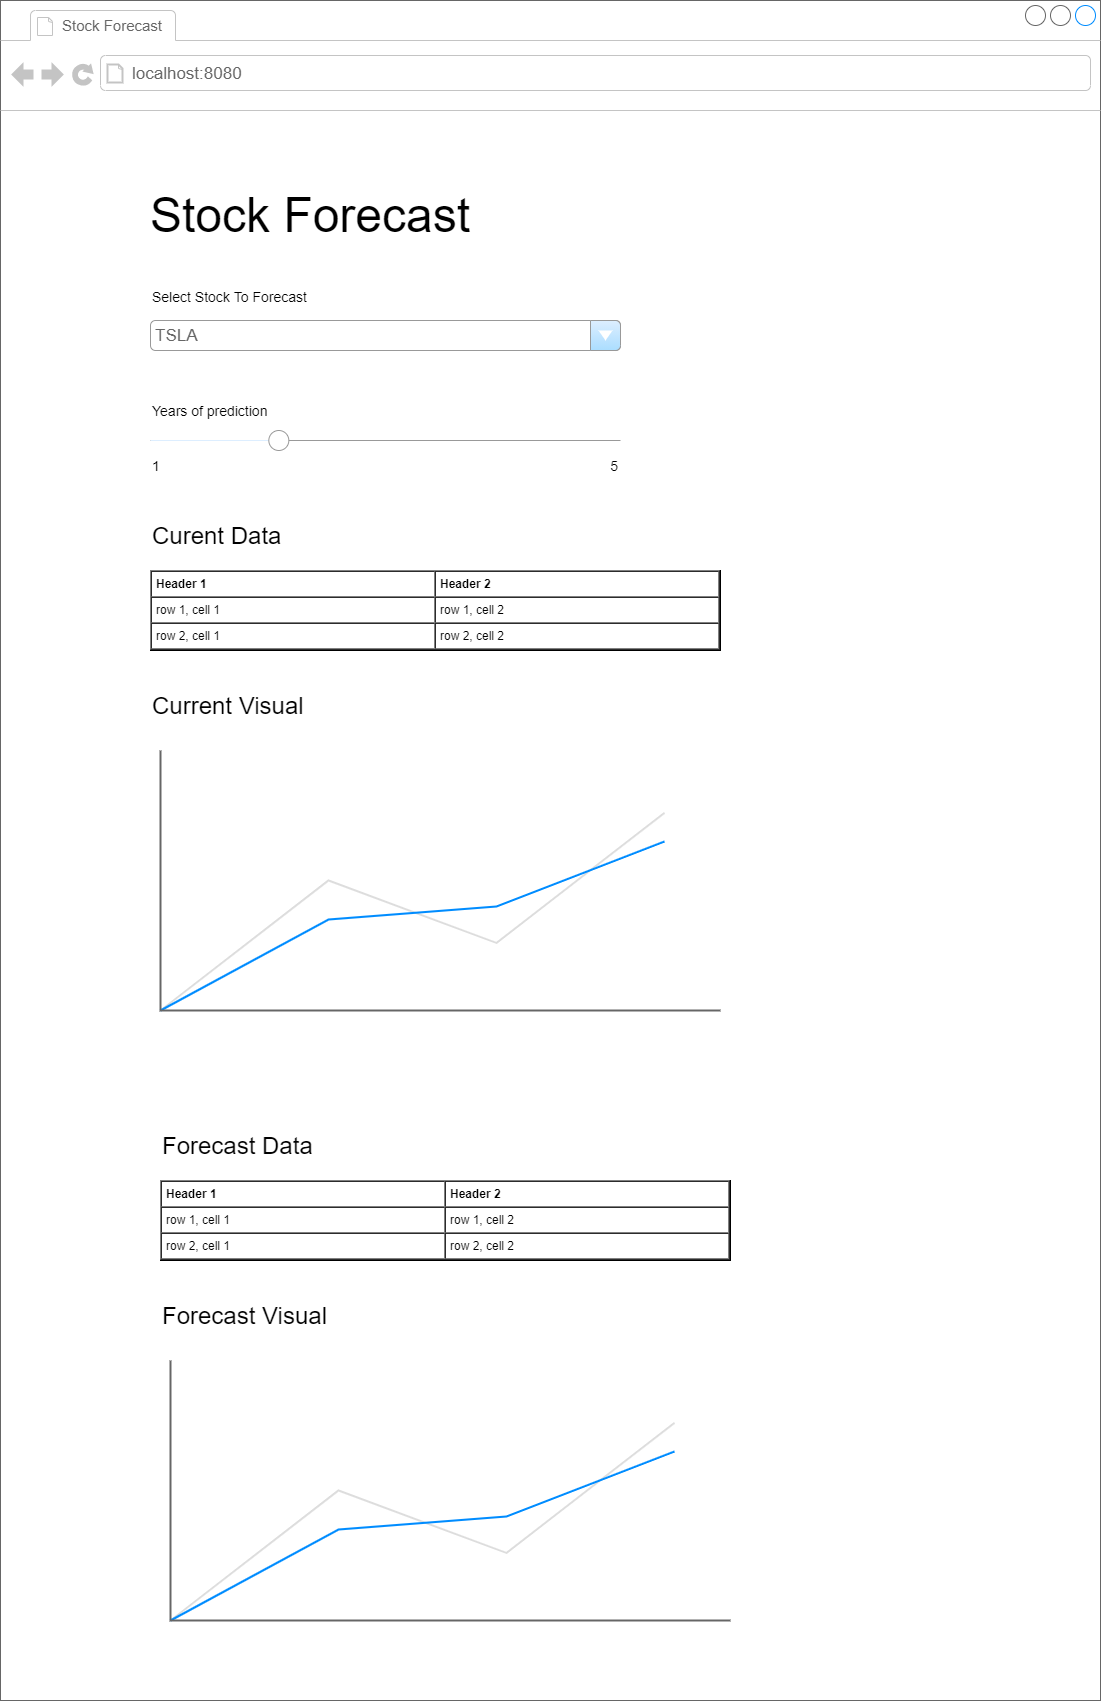 Stock Forecast
localhost:8080
Stock Forecast
Select Stock To Forecast
TSLA
Years of prediction
1 5
Curent Data
Header 1 Header 2
row 1, cell 1 row 1, cell 2
row 2, cell 1 row 2, cell 2
Current Visual
Forecast Data
Header 1 Header 2
row 1, cell 1 row 1, cell 2
row 2, cell 1 row 2, cell 2
Forecast Visual